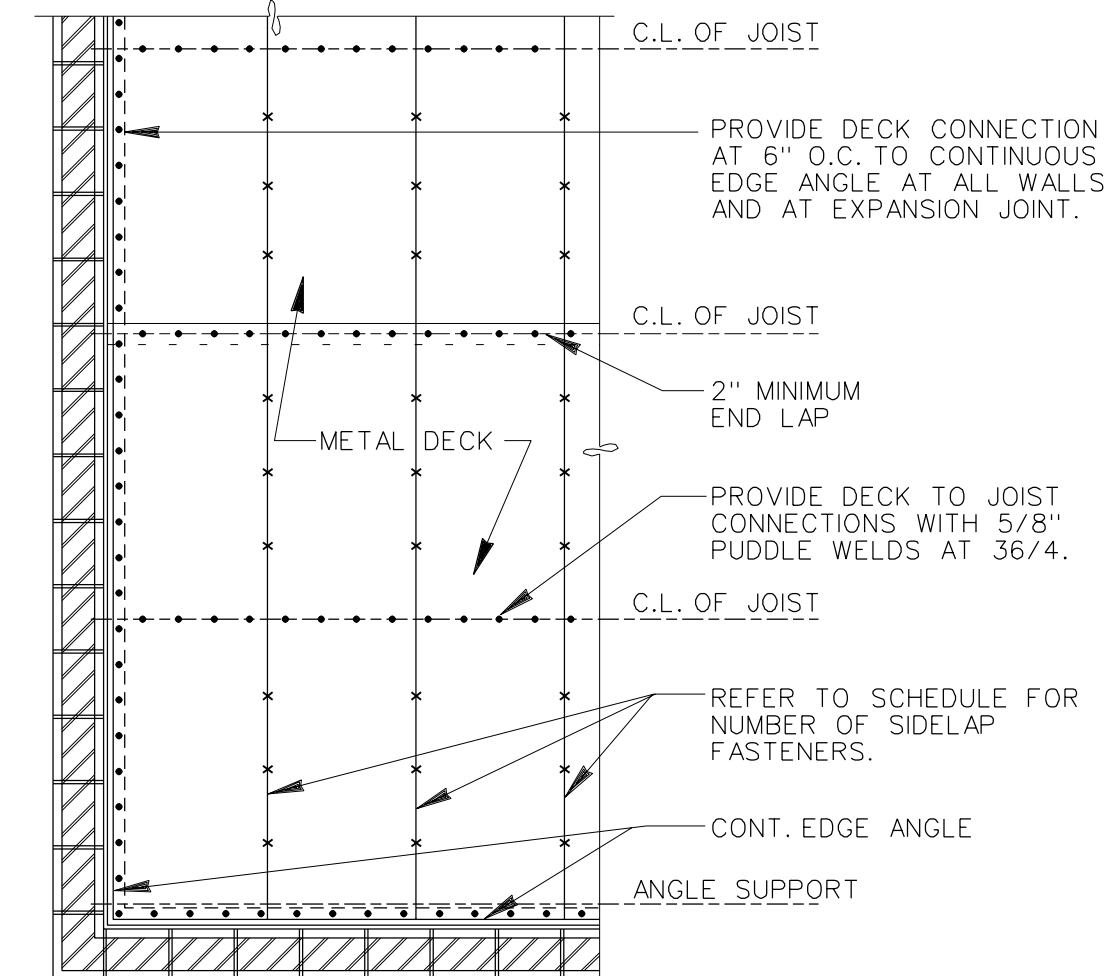 C.L. OF JOIST
PROVIDE DECK CONNECTION
AT 6" O.C. TO CONTINUOUS
EDGE ANGLE AT ALL WALLS
AND AT EXPANSION JOINT.
C.L. OF JOIST
2" MINIMUM
END LAP
METAL DECK
PROVIDE DECK TO JOIST
CONNECTIONS WITH 5/8"
PUDDLE WELDS AT 36/4.
C.L. OF JOIST
REFER TO SCHEDULE FOR
NUMBER OF SIDELAP
FASTENERS.
CONT. EDGE ANGLE
ANGLE SUPPORT